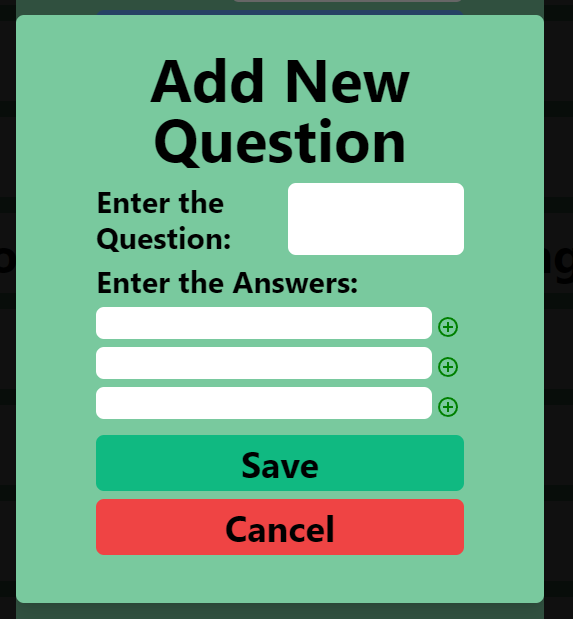 Add New
Question
Enter the
Question:
Enter the Answers:
Save
Cancel